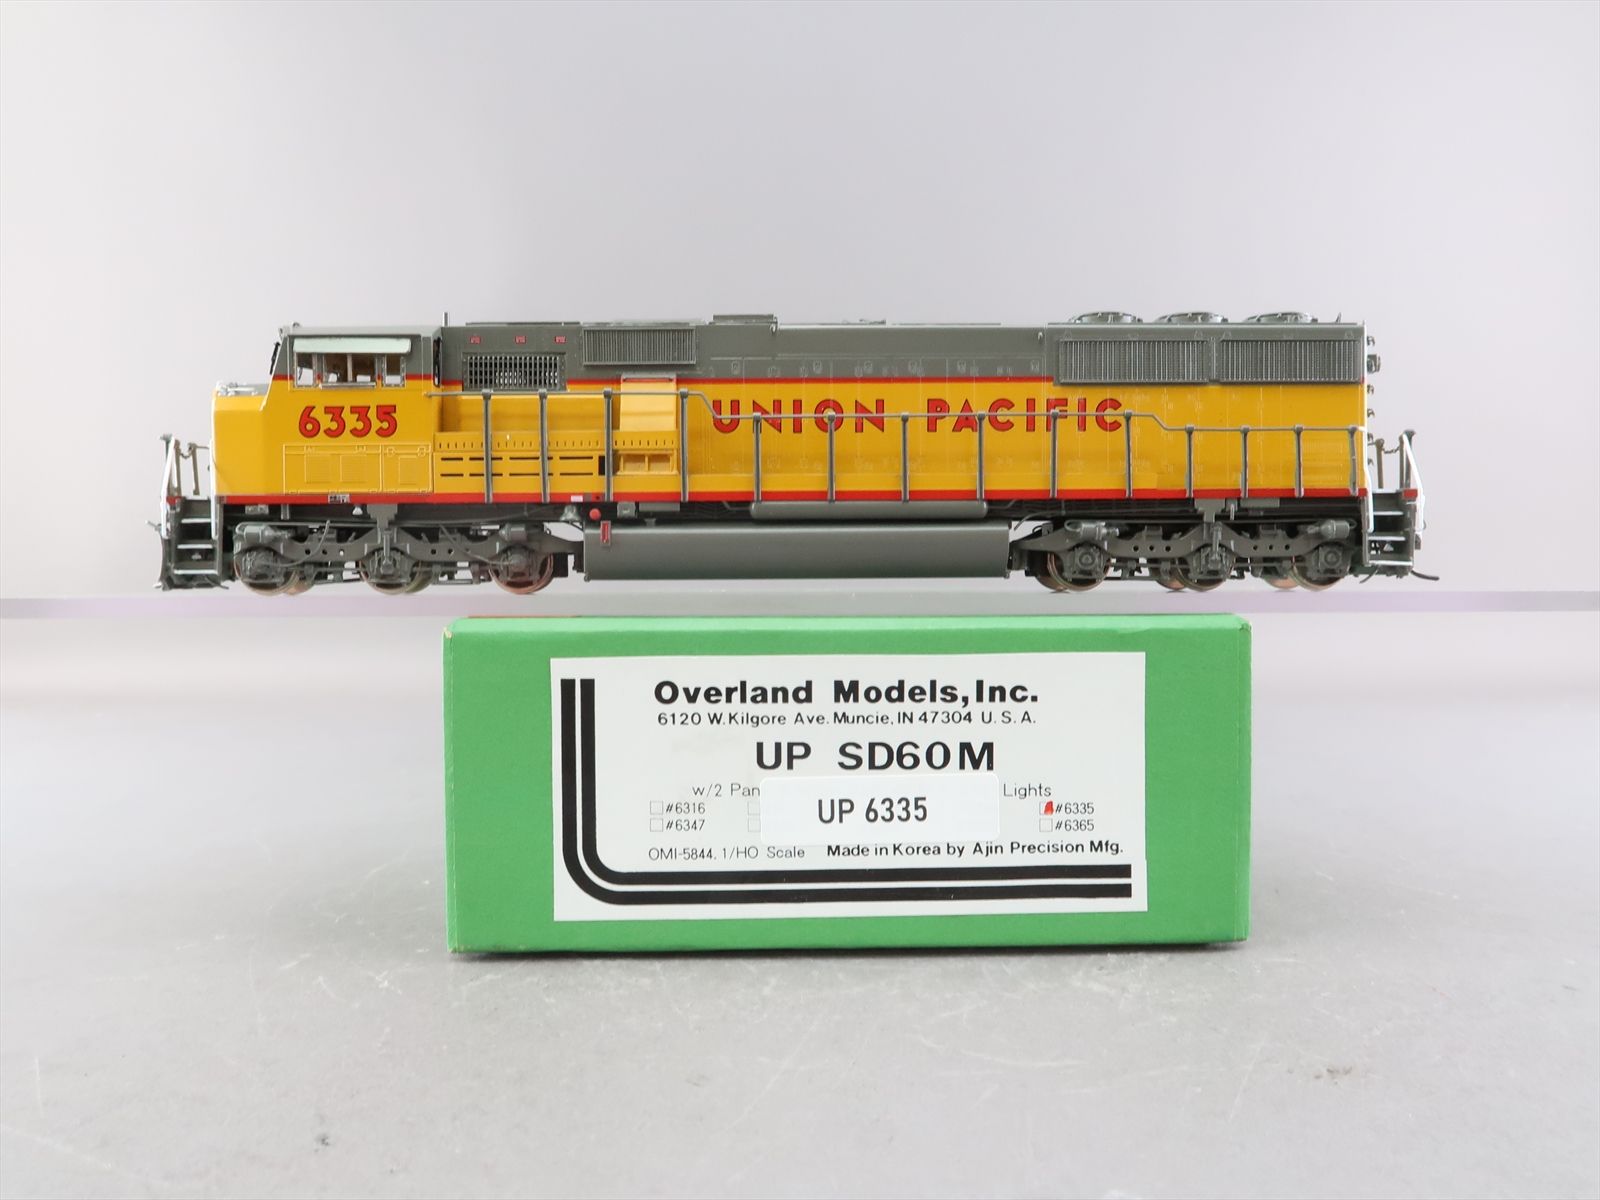 6335
UNION PACIFIC
Overland Models, Inc.
6120 W. Kilgore Ave. Muncie, IN 47304 U.S.A.
UP SD60M
w/2 Pan Lights
#6316 #6335
UP 6335
#6347 #6365
OMI-5844.1/HO Scale Made in Korea by Ajin Precision Mfg.